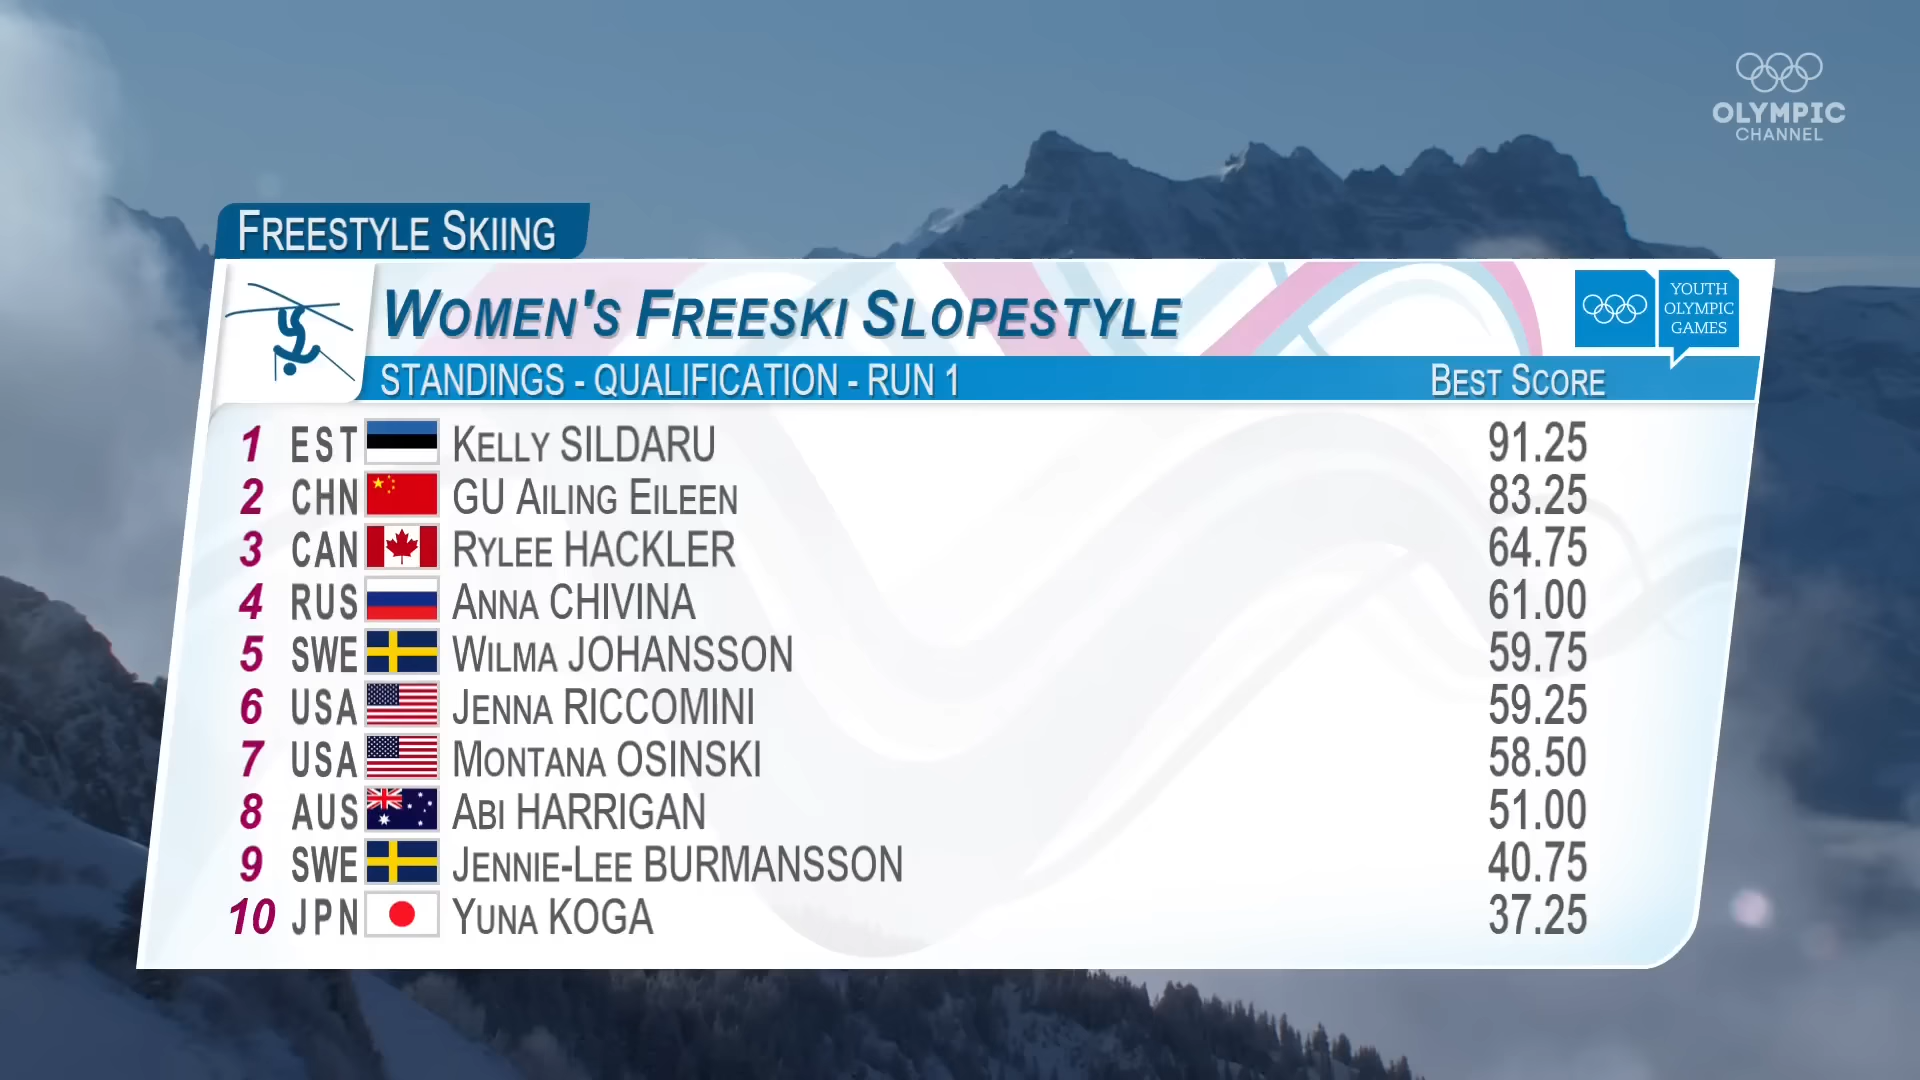 OLYMPIC
CHANNEL
FREESTYLE SKIING
WOMEN'S FREESKI SLOPESTYLE
YOUTH
OLYMPIC
GAMES
STANDINGS - QUALIFICATION - RUN 1 BEST SCORE
1 EST KELLY SILDARU 91.25
2 CHN GU AILING EILEEN 83.25
3 CAN RYLEE HACKLER 64.75
4 RUS ANNA CHIVINA 61.00
5 SWE WILMA JOHANSSON 59.75
6 USA JENNA RICCOMINI 59.25
7 USA MONTANA OSINSKI 58.50
8 AUS ABI HARRIGAN 51.00
9 SWE JENNIE-LEE BURMANSSON 40.75
10 JPN YUNA KOGA 37.25